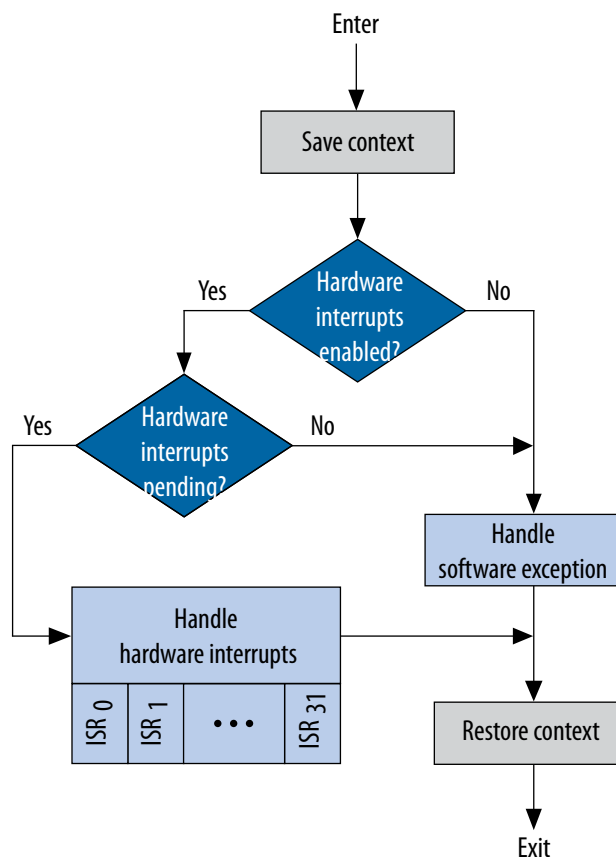 Enter
Save context
Hardware
interrupts
enabled?
Yes
No
Hardware
interrupts
pending?
Yes
No
Handle
software exception
Handle
hardware interrupts
ISR 0
ISR 1
•••
ISR 31
Restore context
Exit